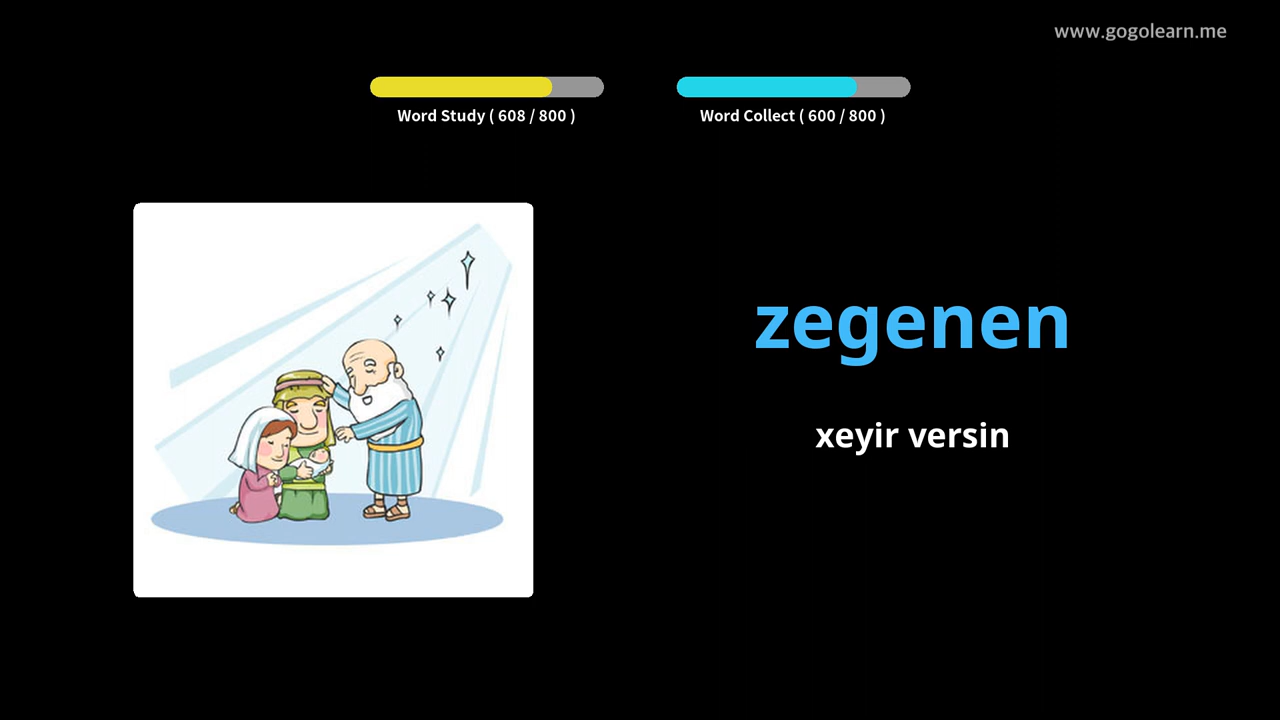 www.gogolearn.me
Word Study ( 608 / 800 )
Word Collect ( 600 / 800 )
zegenen
xeyir versin